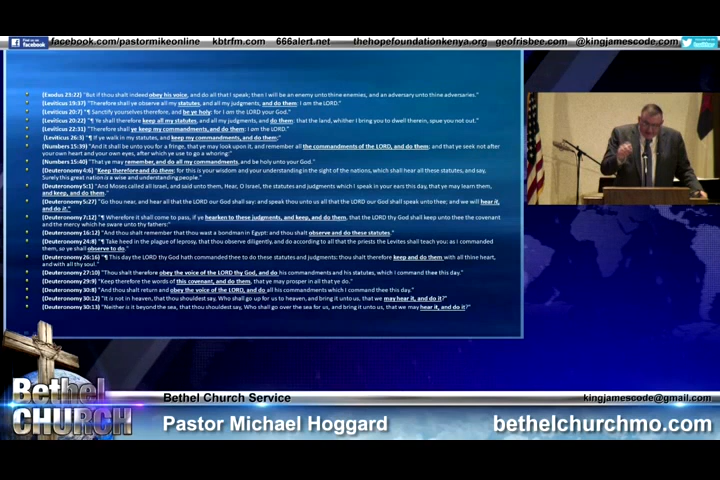 Find us on facebook facebook.com/pastormikeonline kbtrfm.com 666alert.net thehopefoundationkenya.org geofrisbee.com @kingjamescode.com twitter
(Exodus 23:22) "But if thou shalt indeed obey his voice, and do all that I speak; then I will be an enemy unto thine enemies, and an adversary unto thine adversaries."
(Leviticus 19:37) "Therefore shall ye observe all my statutes, and all my judgments, and do them: I am the LORD."
(Leviticus 20:7) "¶ Sanctify yourselves therefore, and be ye holy: for I am the LORD your God."
(Leviticus 20:22) "¶ Ye shall therefore keep all my statutes, and all my judgments, and do them: that the land, whither I bring you to dwell therein, spue you not out."
(Leviticus 22:31) "Therefore shall ye keep my commandments, and do them: I am the LORD."
(Leviticus 26:3) "¶ If ye walk in my statutes, and keep my commandments, and do them;"
(Numbers 15:39) "And it shall be unto you for a fringe, that ye may look upon it, and remember all the commandments of the LORD, and do them; and that ye seek not after
your own heart and your own eyes, after which ye use to go a whoring:"
(Numbers 15:40) "That ye may remember, and do all my commandments, and be holy unto your God."
(Deuteronomy 4:6) "Keep therefore and do them; for this is your wisdom and your understanding in the sight of the nations, which shall hear all these statutes, and say,
Surely this great nation is a wise and understanding people."
(Deuteronomy 5:1) "And Moses called all Israel, and said unto them, Hear, O Israel, the statutes and judgments which I speak in your ears this day, that ye may learn them,
and keep, and do them."
(Deuteronomy 5:27) "Go thou near, and hear all that the LORD our God shall say: and speak thou unto us all that the LORD our God shall speak unto thee; and we will hear it,
and do it."
(Deuteronomy 7:12) "¶ Wherefore it shall come to pass, if ye hearken to these judgments, and keep, and do them, that the LORD thy God shall keep unto thee the covenant
and the mercy which he sware unto thy fathers:"
(Deuteronomy 16:12) "And thou shalt remember that thou wast a bondman in Egypt: and thou shalt observe and do these statutes."
(Deuteronomy 24:8) "¶ Take heed in the plague of leprosy, that thou observe diligently, and do according to all that the priests the Levites shall teach you: as I commanded
them, so ye shall observe to do."
(Deuteronomy 26:16) "¶ This day the LORD thy God hath commanded thee to do these statutes and judgments: thou shalt therefore keep and do them with all thine heart,
and with all thy soul."
(Deuteronomy 27:10) "Thou shalt therefore obey the voice of the LORD thy God, and do his commandments and his statutes, which I command thee this day."
(Deuteronomy 29:9) "Keep therefore the words of this covenant, and do them, that ye may prosper in all that ye do."
(Deuteronomy 30:8) "And thou shalt return and obey the voice of the LORD, and do all his commandments which I command thee this day."
(Deuteronomy 30:12) "It is not in heaven, that thou shouldest say, Who shall go up for us to heaven, and bring it unto us, that we may hear it, and do it?"
(Deuteronomy 30:13) "Neither is it beyond the sea, that thou shouldest say, Who shall go over the sea for us, and bring it unto us, that we may hear it, and do it?"
Bethel
CHURCH
Bethel Church Service kingjamescode@gmail.com
Pastor Michael Hoggard bethelchurchmo.com